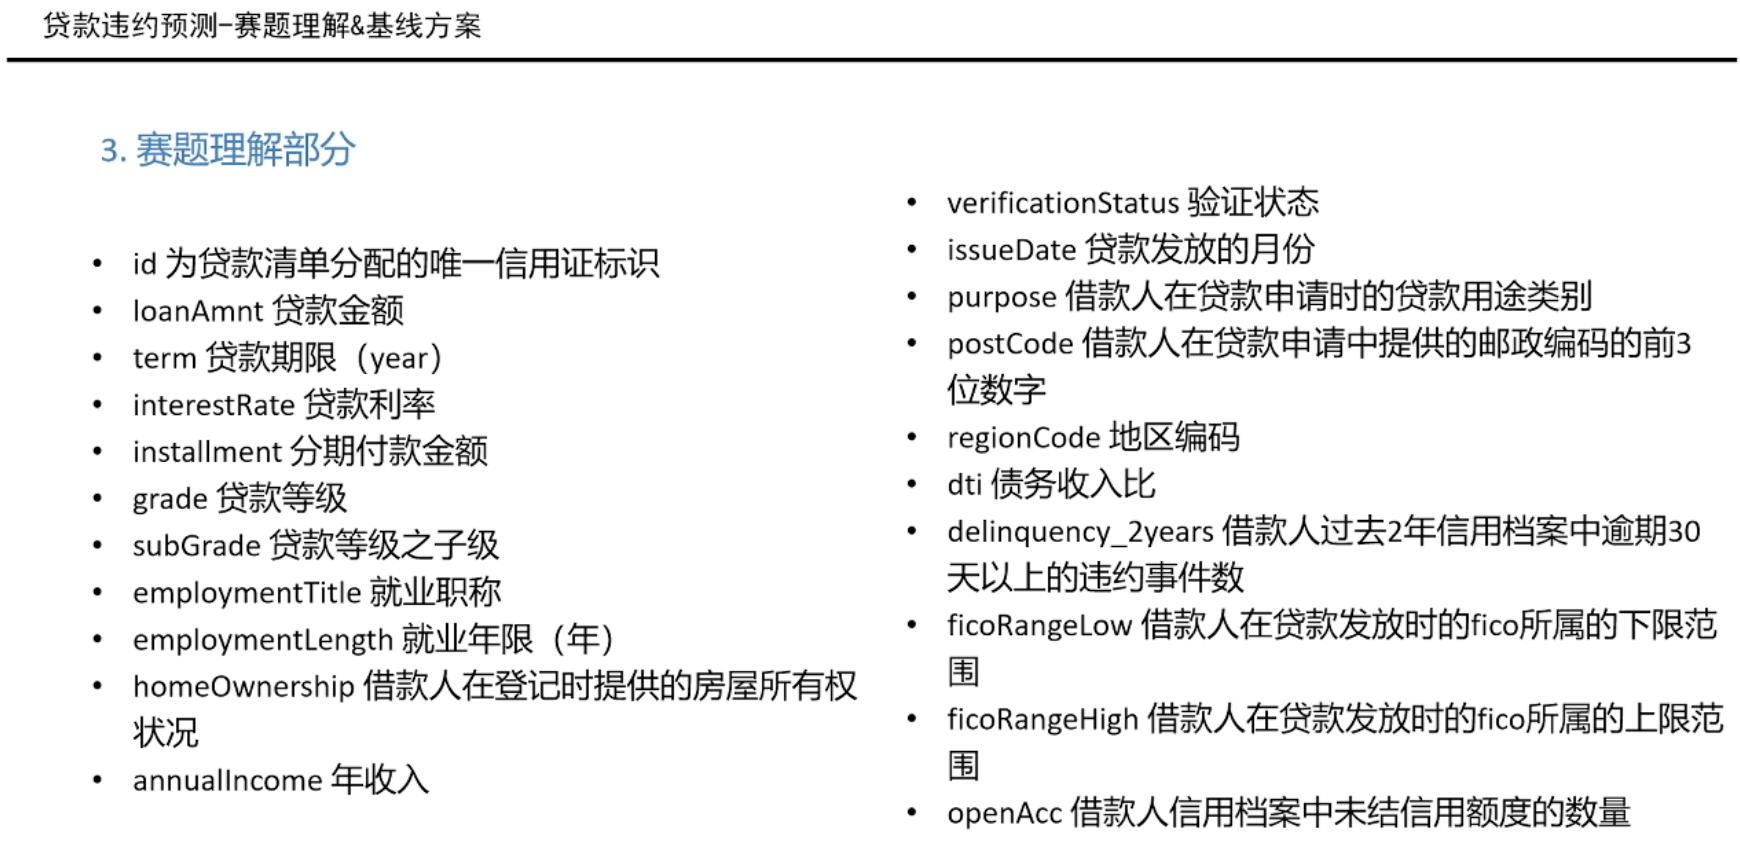 贷款违约预测-赛题理解&基线方案
3. 赛题理解部分
• id 为贷款清单分配的唯一信用证标识
• loanAmnt 贷款金额
• term 贷款期限（year）
• interestRate 贷款利率
• installment 分期付款金额
• grade 贷款等级
• subGrade 贷款等级之子级
• employmentTitle 就业职称
• employmentLength 就业年限（年）
• homeOwnership 借款人在登记时提供的房屋所有权
状况
• annualIncome 年收入
• verificationStatus 验证状态
• issueDate 贷款发放的月份
• purpose 借款人在贷款申请时的贷款用途类别
• postCode 借款人在贷款申请中提供的邮政编码的前3
位数字
• regionCode 地区编码
• dti 债务收入比
• delinquency_2years 借款人过去2年信用档案中逾期30
天以上的违约事件数
• ficoRangeLow 借款人在贷款发放时的fico所属的下限范
围
• ficoRangeHigh 借款人在贷款发放时的fico所属的上限范
围
• openAcc 借款人信用档案中未结信用额度的数量